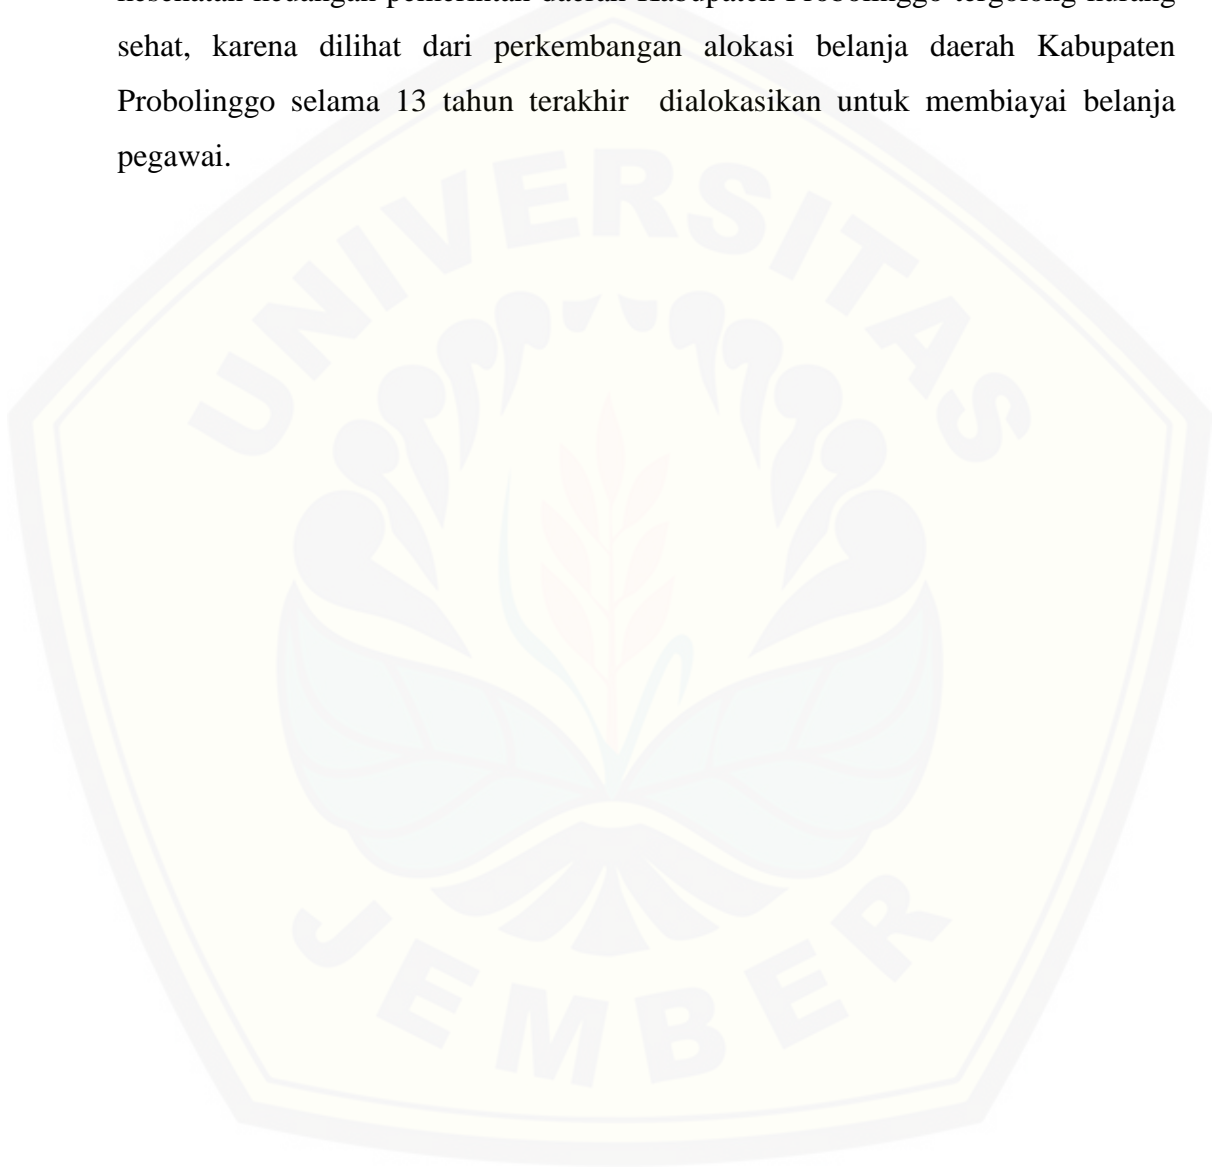 sehat, karena dilihat dari perkembangan alokasi belanja daerah Kabupaten
Probolinggo selama 13 tahun terakhir dialokasikan untuk membiayai belanja
pegawai.
UNIVERSITAS
JEMBER